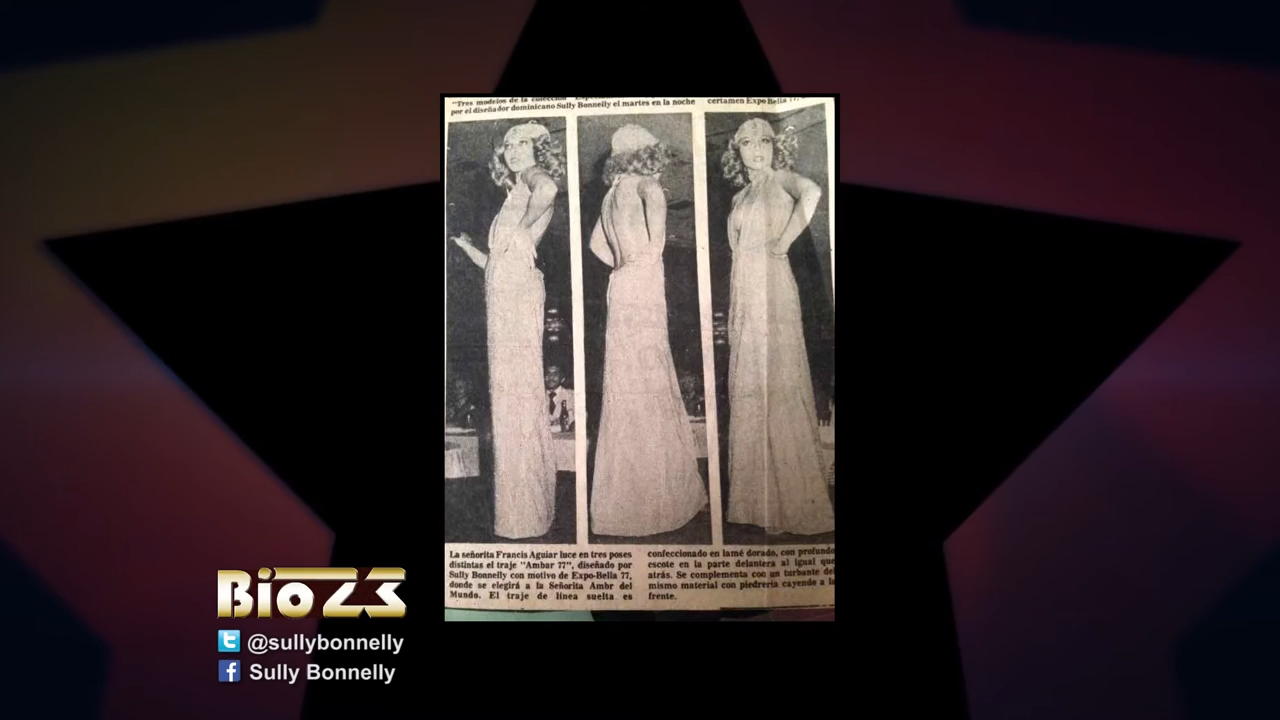 "Tres modelos de la colección
por el diseñador dominicano Sully Bonnelly el martes en la noche
certamen Expo Bella 77.
La señorita Francis Aguiar luce en tres poses
distintas el traje "Ambar 77", diseñado por
Sully Bonnelly con motivo de Expo-Bella 77,
donde se elegirá a la Señorita Ambr del
Mundo. El traje de línea suelta es
confeccionado en lamé dorado, con profundo
escote en la parte delantera al igual que
atrás. Se complementa con un turbante del
mismo material con piedrería cayendo a la
frente.
Bio
@sullybonnelly
Sully Bonnelly